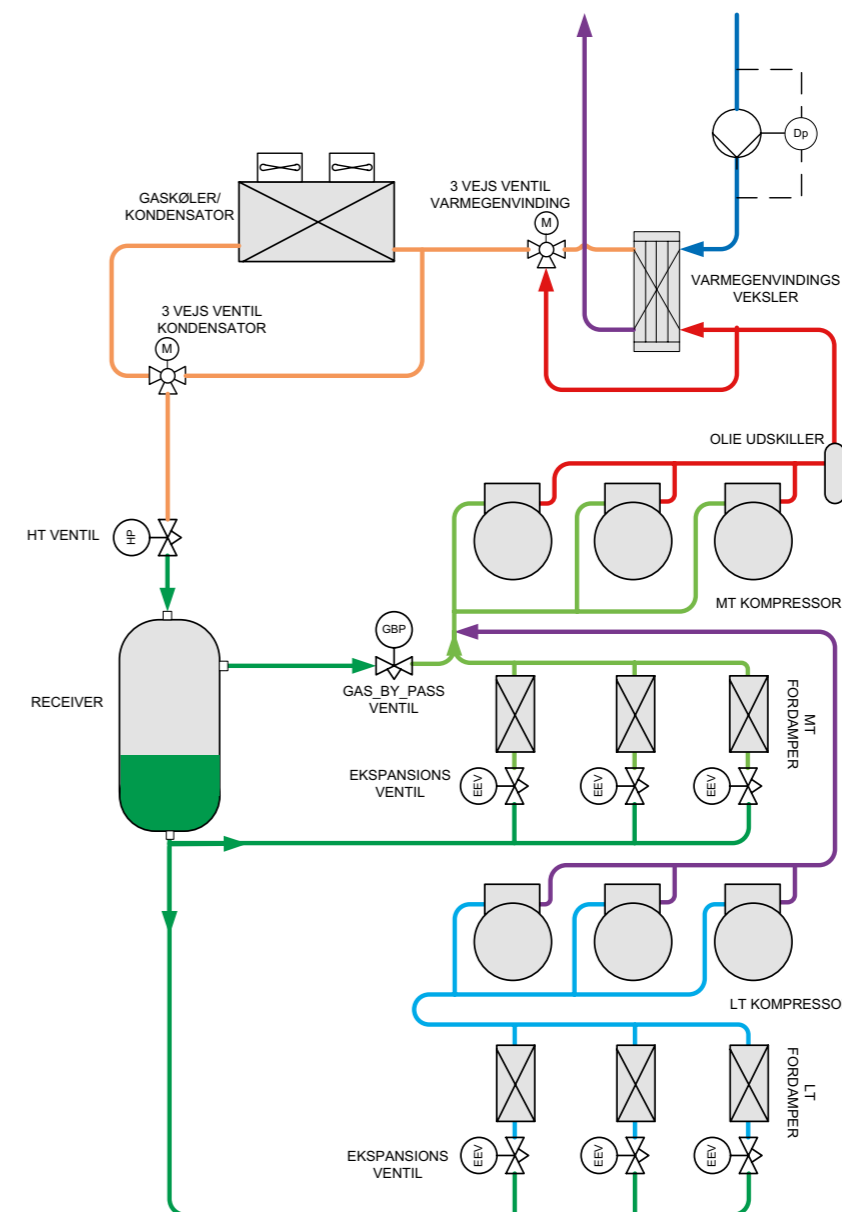 Dp
3 VEJS VENTIL
VARMEGENVINDING
M
GASKØLER/
KONDENSATOR
VARMEGENVINDINGS
VEKSLER
3 VEJS VENTIL
KONDENSATOR
M
OLIE UDSKILLER
HT VENTIL
HP
MT KOMPRESSOR
GBP
GAS_BY_PASS
VENTIL
RECEIVER
MT
FORDAMPER
EKSPANSIONS
VENTIL
EEV
EEV
EEV
LT KOMPRESSO
LT
FORDAMPER
EKSPANSIONS
VENTIL
EEV
EEV
EEV